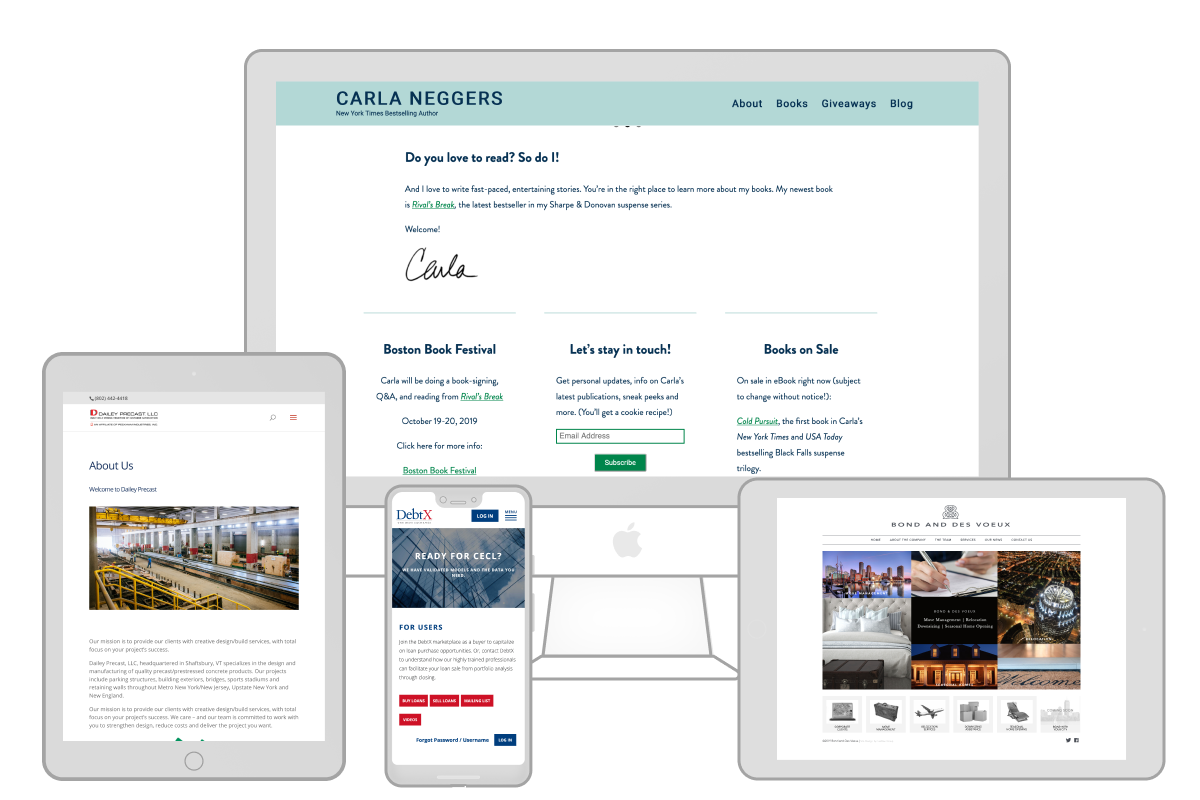 CARLA NEGGERS
New York Times Bestselling Author
About Books Giveaways Blog
Do you love to read? So do I!
And I love to write fast-paced, entertaining stories. You're in the right place to learn more about my books. My newest book
is Rival's Break, the latest bestseller in my Sharpe & Donovan suspense series.
Welcome!
Carla
Boston Book Festival
Carla will be doing a book-signing,
Q&A, and reading from Rival's Break
October 19-20, 2019
Click here for more info:
Boston Book Festival
Let's stay in touch!
Get personal updates, info on Carla's
latest publications, sneak peeks and
more. (You'll get a cookie recipe!)
Email Address
Subscribe
Books on Sale
On sale in eBook right now (subject
to change without notice!):
Cold Pursuit, the first book in Carla's
New York Times and USA Today
bestselling Black Falls suspense
trilogy.
(802) 442-4418
DAILEY PRECAST LLC
About Us
Welcome to Dailey Precast
Our mission is to provide our clients with creative design/build services, with total
focus on your project's success.
Dailey Precast, LLC, headquartered in Shaftsbury, VT specializes in the design and
manufacturing of quality precast/prestressed concrete products. Our projects
include parking structures, building exteriors, bridges, sports stadiums and
retaining walls throughout Metro New York/New Jersey, Upstate New York and
New England.
Our mission is to provide our clients with creative design/build services, with total
focus on your project's success. We care – and our team is committed to work with
you to strengthen design, reduce costs and deliver the project you want.
DebtX
LOG IN
MENU
READY FOR CECL?
WE HAVE VALIDATED MODELS AND THE DATA YOU
NEED.
FOR USERS
Join the DebtX marketplace as a buyer to capitalize
on loan purchase opportunities. Or, contact DebtX
to understand how our highly trained professionals
can facilitate your loan sale from portfolio analysis
through closing.
BUY LOANS SELL LOANS MAILING LIST
VIDEOS
Forgot Password / Username LOG IN
BOND AND DES VOEUX
HOME ABOUT THE COMPANY THE TEAM SERVICES OUR NEWS CONTACT US
MOVE MANAGEMENT
BOND & DES VOEUX
Move Management | Relocation
Downsizing | Seasonal Home Opening
RELOCATION
SEASONAL HOMES
Welcome